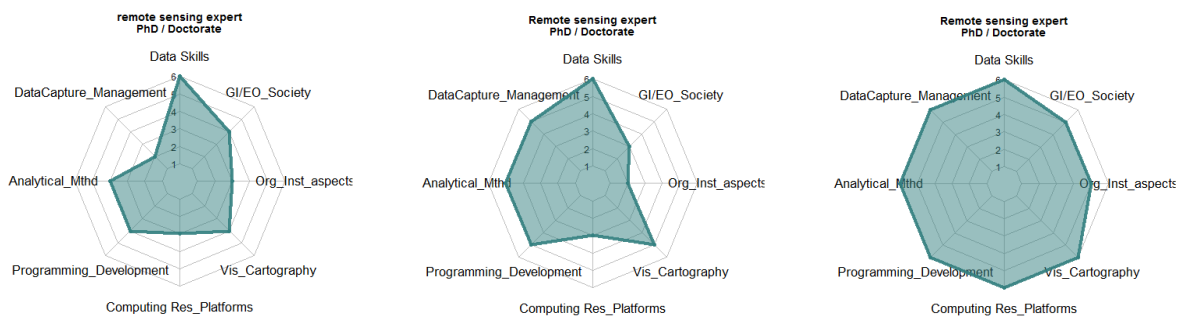 remote sensing expert
PhD / Doctorate
Data Skills
6
5
4
3
2
1
DataCapture_Management
GI/EO_Society
Analytical_Mthd
Org_Inst_aspects
Programming_Development
Vis_Cartography
Computing Res_Platforms
Remote sensing expert
PhD / Doctorate
Data Skills
6
5
4
3
2
1
DataCapture_Management
GI/EO_Society
Analytical_Mthd
Org_Inst_aspects
Programming_Development
Vis_Cartography
Computing Res_Platforms
Remote sensing expert
PhD / Doctorate
Data Skills
6
5
4
3
2
1
DataCapture_Management
GI/EO_Society
Analytical_Mthd
Org_Inst_aspects
Programming_Development
Vis_Cartography
Computing Res_Platforms